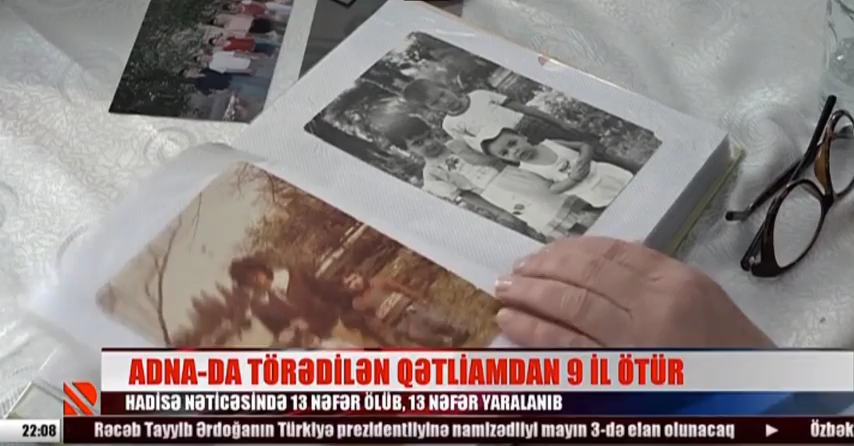 ADNA-DA TÖRƏDİLƏN QƏTLİAMDAN 9 İL ÖTÜR
HADİSƏ NƏTİCƏSİNDƏ 13 NƏFƏR ÖLÜB, 13 NƏFƏR YARALANIB
22:08 Rəcəb Tayyib Ərdoğanın Türkiyə prezidentliyinə namizədliyi mayın 3-də elan olunacaq Özbək